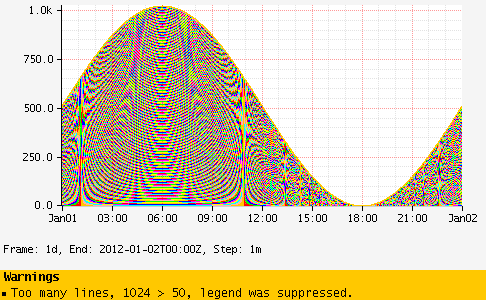 1.0k
750.0
500.0
250.0
0.0
Jan01 03:00 06:00 09:00 12:00 15:00 18:00 21:00 Jan02
Frame: 1d, End: 2012-01-02T00:00Z, Step: 1m
Warnings
▪ Too many lines, 1024 > 50, legend was suppressed.